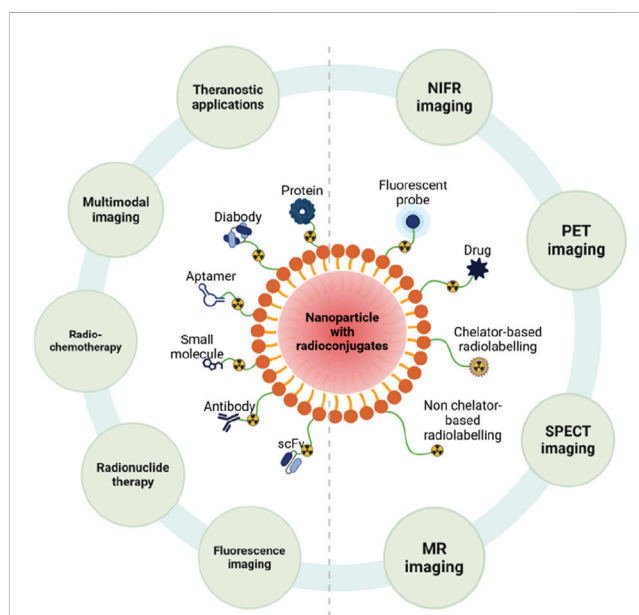 Theranostic
applications
NIFR
imaging
Multimodal
imaging
PET
imaging
Radio-
chemotherapy
SPECT
imaging
Radionuclide
therapy
Fluorescence
imaging
MR
imaging
Protein
Fluorescent
probe
Diabody
Drug
Aptamer
Chelator-based
radiolabelling
Small
molecule
Non chelator-
based
radiolabelling
Antibody
scFv
Nanoparticle
with
radioconjugates